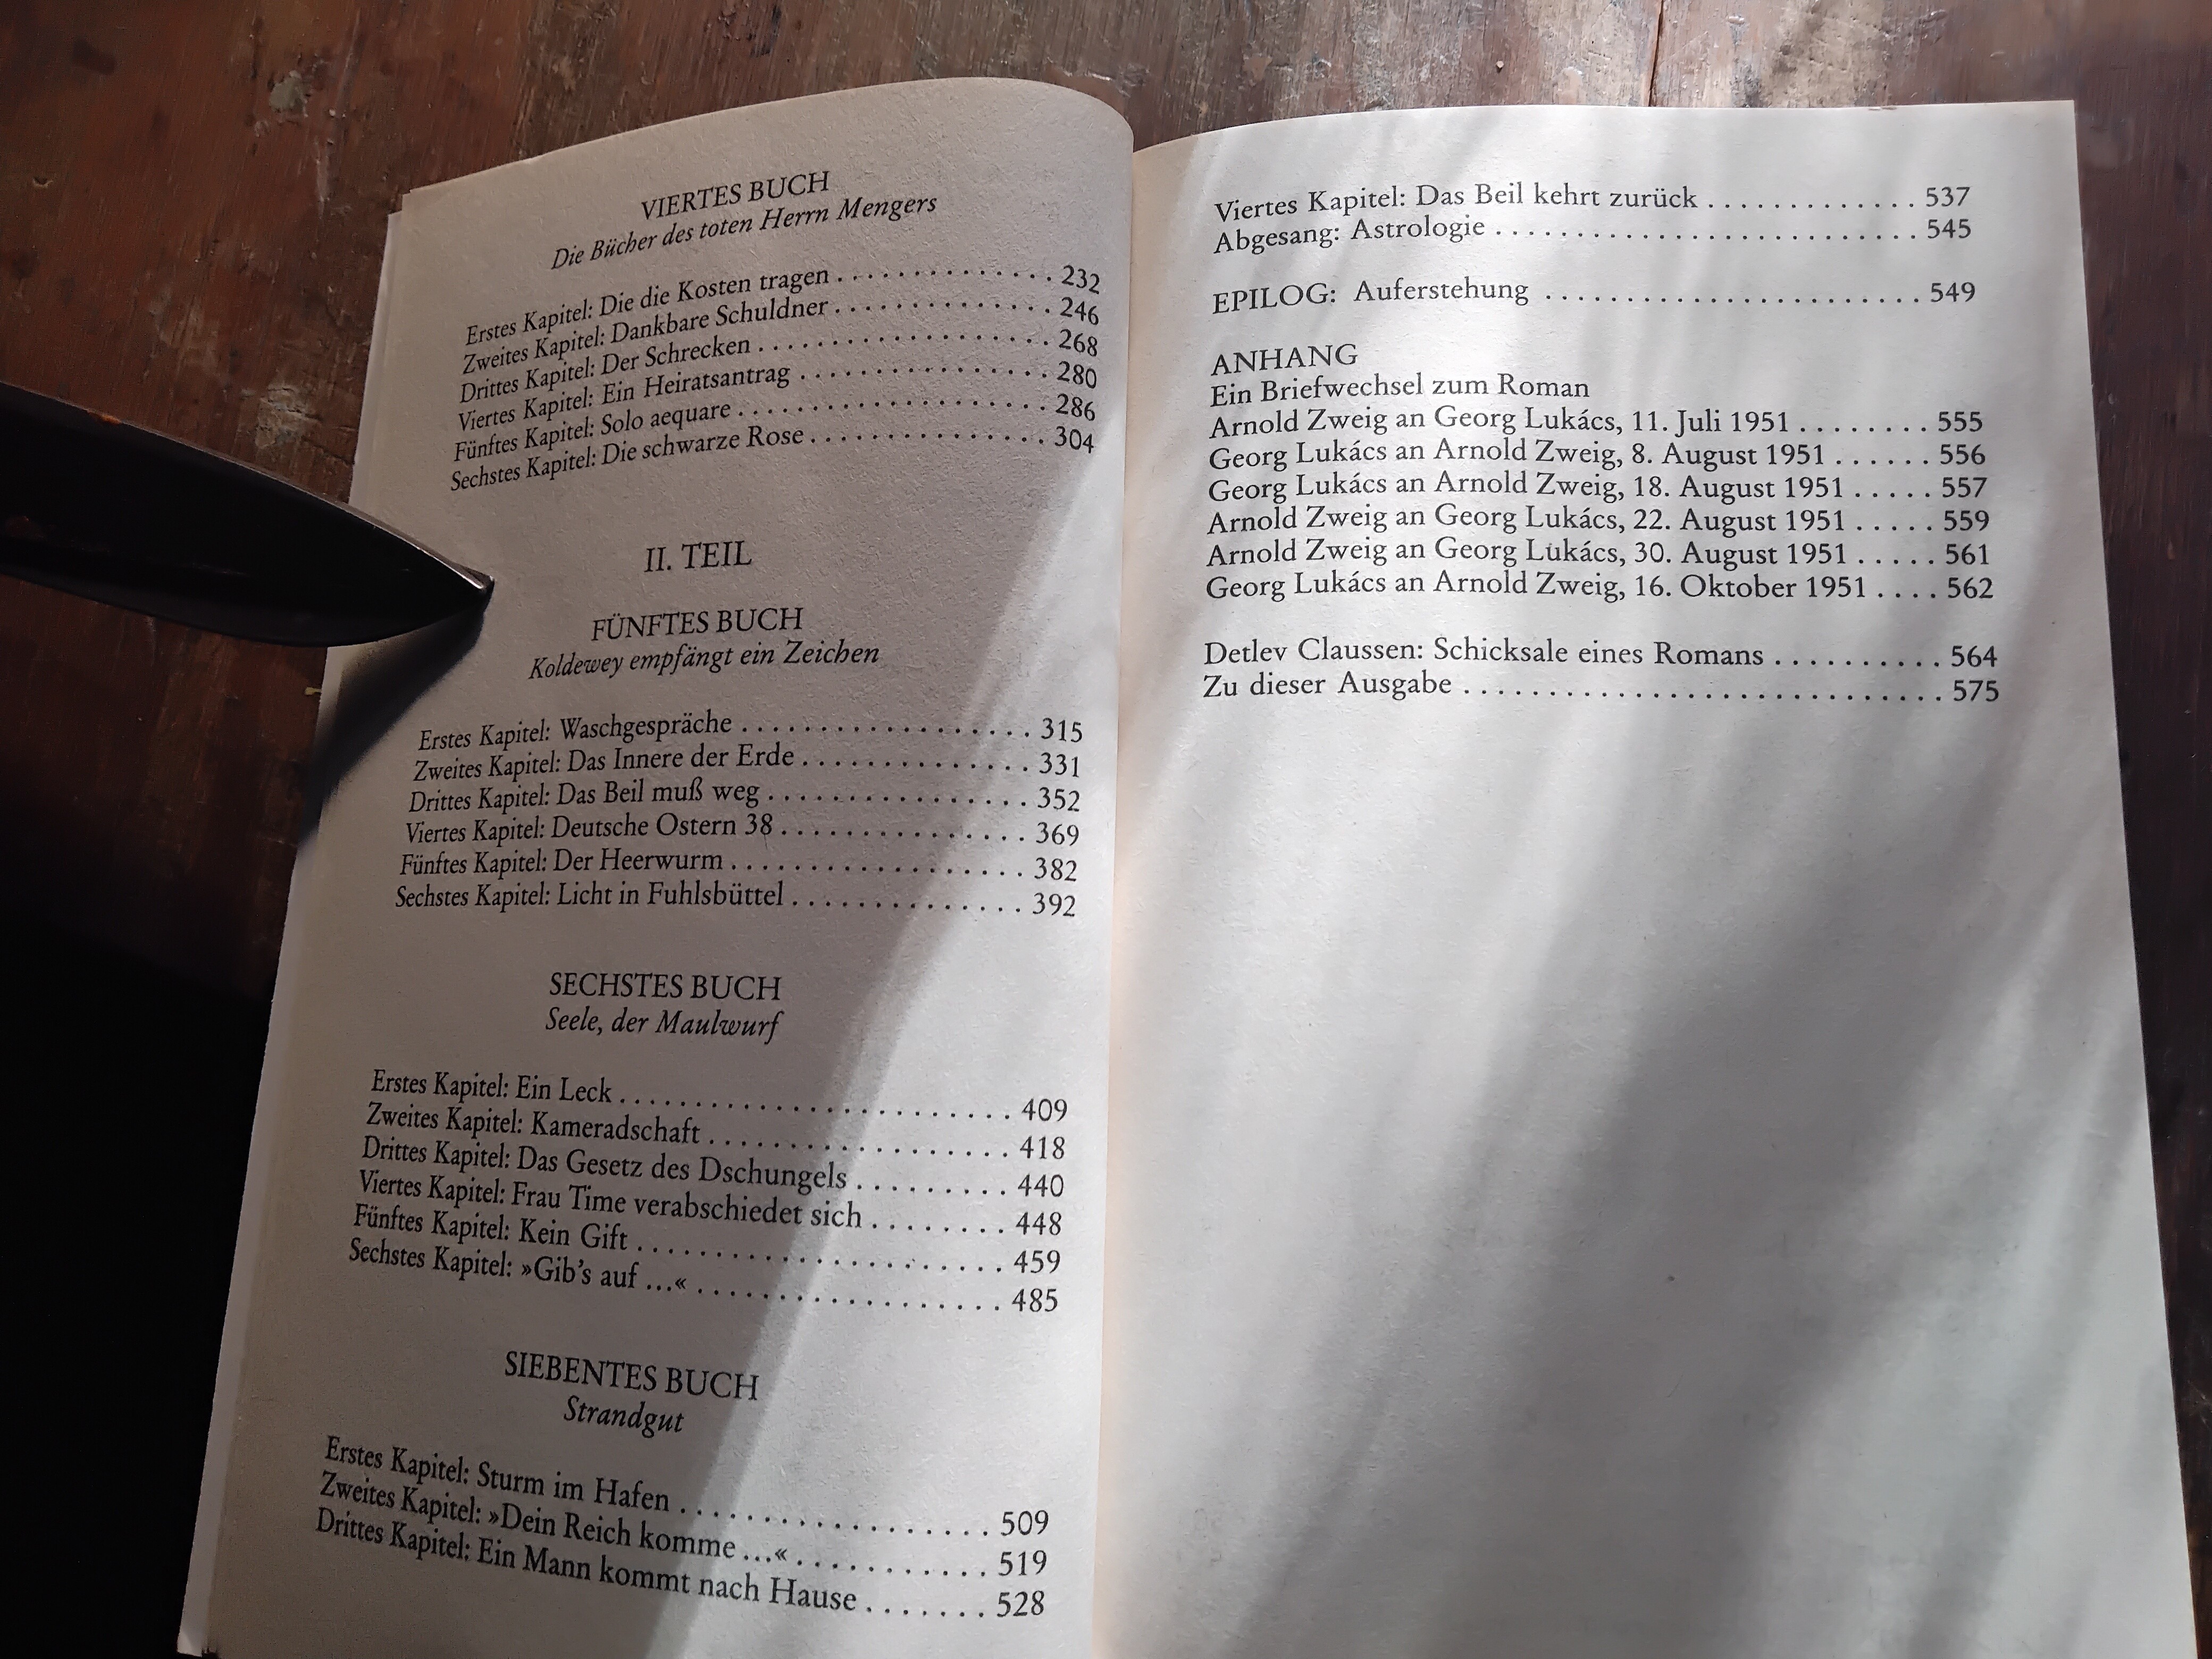 VIERTES BUCH
Die Bücher des toten Herrn Mengers
Erstes Kapitel: Die die Kosten tragen . . . . . . . . . . . . . . 232
Zweites Kapitel: Dankbare Schuldner . . . . . . . . . . . . . . 246
Drittes Kapitel: Der Schrecken . . . . . . . . . . . . . . . . . . . 268
Viertes Kapitel: Ein Heiratsantrag . . . . . . . . . . . . . . . . 280
Fünftes Kapitel: Solo aequare . . . . . . . . . . . . . . . . . . . . 286
Sechstes Kapitel: Die schwarze Rose . . . . . . . . . . . . . . . 304
II. TEIL
FÜNFTES BUCH
Koldewey empfängt ein Zeichen
Erstes Kapitel: Waschgespräche . . . . . . . . . . . . . . . . . . 315
Zweites Kapitel: Das Innere der Erde . . . . . . . . . . . . . . 331
Drittes Kapitel: Das Beil muß weg . . . . . . . . . . . . . . . . 352
Viertes Kapitel: Deutsche Ostern 38 . . . . . . . . . . . . . . . 369
Fünftes Kapitel: Der Heerwurm . . . . . . . . . . . . . . . . . . 382
Sechstes Kapitel: Licht in Fuhlsbüttel . . . . . . . . . . . . . . 392
SECHSTES BUCH
Seele, der Maulwurf
Erstes Kapitel: Ein Leck . . . . . . . . . . . . . . . . . . . . . . . . 409
Zweites Kapitel: Kameradschaft . . . . . . . . . . . . . . . . . . 418
Drittes Kapitel: Das Gesetz des Dschungels . . . . . . . . . 440
Viertes Kapitel: Frau Time verabschiedet sich . . . . . . . . 448
Fünftes Kapitel: Kein Gift . . . . . . . . . . . . . . . . . . . . . . 459
Sechstes Kapitel: »Gib’s auf ...« . . . . . . . . . . . . . . . . . . 485
SIEBENTES BUCH
Strandgut
Erstes Kapitel: Sturm im Hafen . . . . . . . . . . . . . . . . . . 509
Zweites Kapitel: »Dein Reich komme ...« . . . . . . . . . . . 519
Drittes Kapitel: Ein Mann kommt nach Hause . . . . . . . 528
Viertes Kapitel: Das Beil kehrt zurück . . . . . . . . . . . . . 537
Abgesang: Astrologie . . . . . . . . . . . . . . . . . . . . . . . . . . 545
EPILOG: Auferstehung . . . . . . . . . . . . . . . . . . . . . . . . 549
ANHANG
Ein Briefwechsel zum Roman
Arnold Zweig an Georg Lukács, 11. Juli 1951 . . . . . . . . 555
Georg Lukács an Arnold Zweig, 8. August 1951 . . . . . . 556
Georg Lukács an Arnold Zweig, 18. August 1951 . . . . . 557
Arnold Zweig an Georg Lukács, 22. August 1951 . . . . . 559
Arnold Zweig an Georg Lukács, 30. August 1951 . . . . . 561
Georg Lukács an Arnold Zweig, 16. Oktober 1951 . . . . 562
Detlev Claussen: Schicksale eines Romans . . . . . . . . . . 564
Zu dieser Ausgabe . . . . . . . . . . . . . . . . . . . . . . . . . . . . . 575